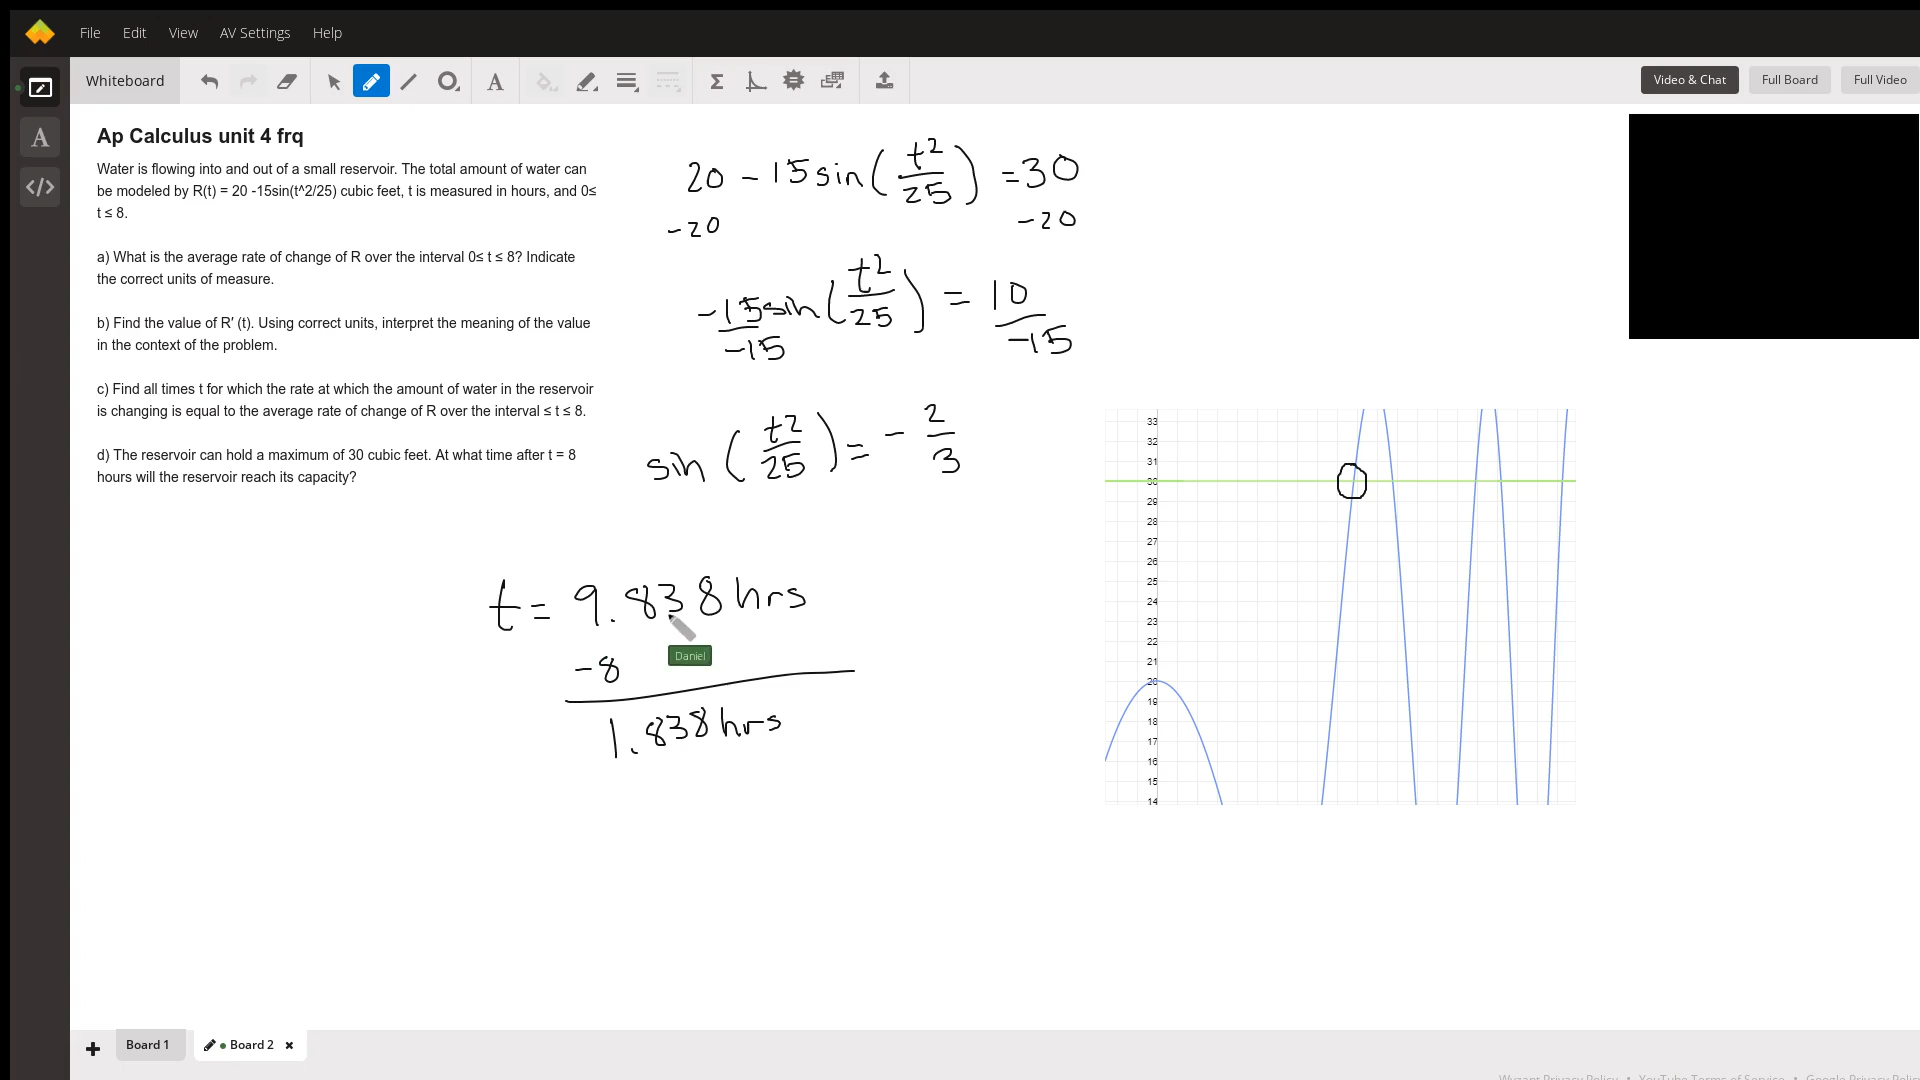 File Edit View AV Settings Help
Whiteboard A Σ Video & Chat Full Board Full Video
A
</>
Ap Calculus unit 4 frq
Water is flowing into and out of a small reservoir. The total amount of water can
be modeled by R(t) = 20 -15sin(t^2/25) cubic feet, t is measured in hours, and 0≤
t ≤ 8.
a) What is the average rate of change of R over the interval 0≤ t ≤ 8? Indicate
the correct units of measure.
b) Find the value of R′ (t). Using correct units, interpret the meaning of the value
in the context of the problem.
c) Find all times t for which the rate at which the amount of water in the reservoir
is changing is equal to the average rate of change of R over the interval ≤ t ≤ 8.
d) The reservoir can hold a maximum of 30 cubic feet. At what time after t = 8
hours will the reservoir reach its capacity?
20 - 15 sin(t²/25) = 30
-20 -20
-15 sin(t²/25) = 10
-15 -15
sin(t²/25) = - 2/3
t = 9.838 hrs
Daniel
-8
1.838 hrs
33
32
31
30
29
28
27
26
25
24
23
22
21
20
19
18
17
16
15
14
Board 1 Board 2